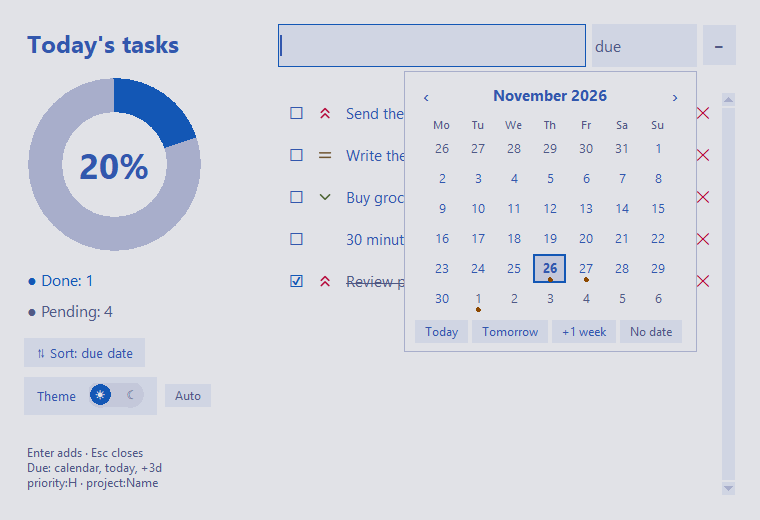 Today's tasks
20%
● Done: 1
● Pending: 4
⇅ Sort: due date
Theme
Auto
Enter adds · Esc closes
Due: calendar, today, +3d
priority:H · project:Name
due
–
Send the
Write the
Buy groc
30 minut
Review p
‹ November 2026 ›
Mo Tu We Th Fr Sa Su
26 27 28 29 30 31 1
2 3 4 5 6 7 8
9 10 11 12 13 14 15
16 17 18 19 20 21 22
23 24 25 26 27 28 29
30 1 2 3 4 5 6
Today Tomorrow +1 week No date